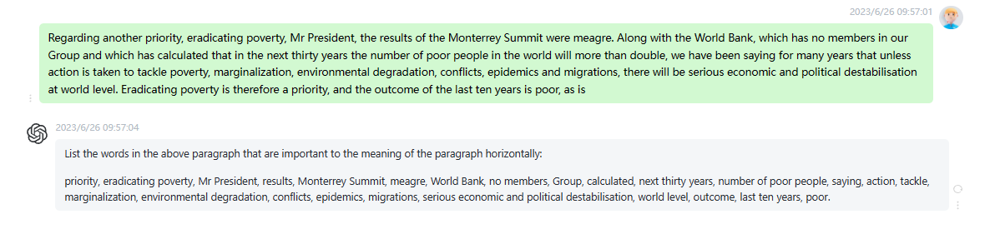 2023/6/26 09:57:01
Regarding another priority, eradicating poverty, Mr President, the results of the Monterrey Summit were meagre. Along with the World Bank, which has no members in our
Group and which has calculated that in the next thirty years the number of poor people in the world will more than double, we have been saying for many years that unless
action is taken to tackle poverty, marginalization, environmental degradation, conflicts, epidemics and migrations, there will be serious economic and political destabilisation
at world level. Eradicating poverty is therefore a priority, and the outcome of the last ten years is poor, as is
2023/6/26 09:57:04
List the words in the above paragraph that are important to the meaning of the paragraph horizontally:
priority, eradicating poverty, Mr President, results, Monterrey Summit, meagre, World Bank, no members, Group, calculated, next thirty years, number of poor people, saying, action, tackle,
marginalization, environmental degradation, conflicts, epidemics, migrations, serious economic and political destabilisation, world level, outcome, last ten years, poor.